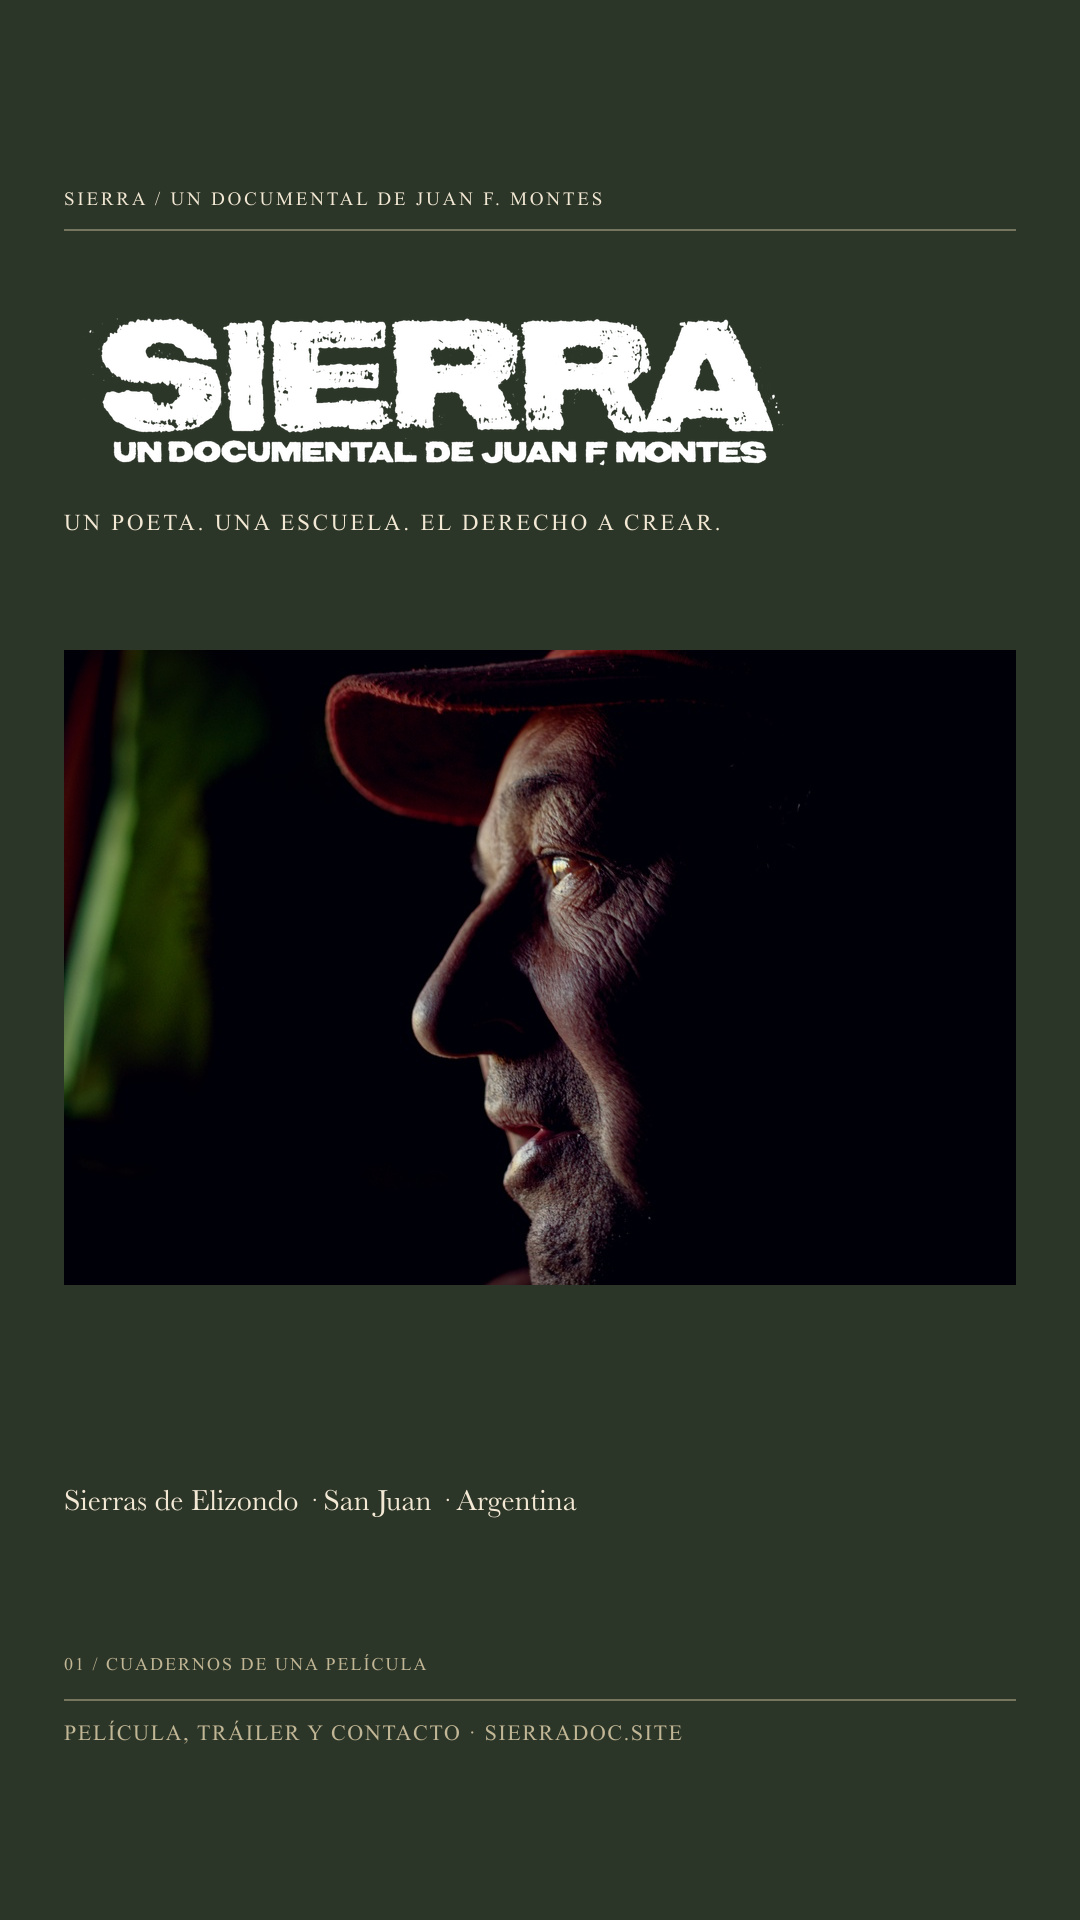 SIERRA / UN DOCUMENTAL DE JUAN F. MONTES
SIERRA
UN DOCUMENTAL DE JUAN F. MONTES
UN POETA. UNA ESCUELA. EL DERECHO A CREAR.
Sierras de Elizondo · San Juan · Argentina
01 / CUADERNOS DE UNA PELÍCULA
PELÍCULA, TRÁILER Y CONTACTO · SIERRADOC.SITE